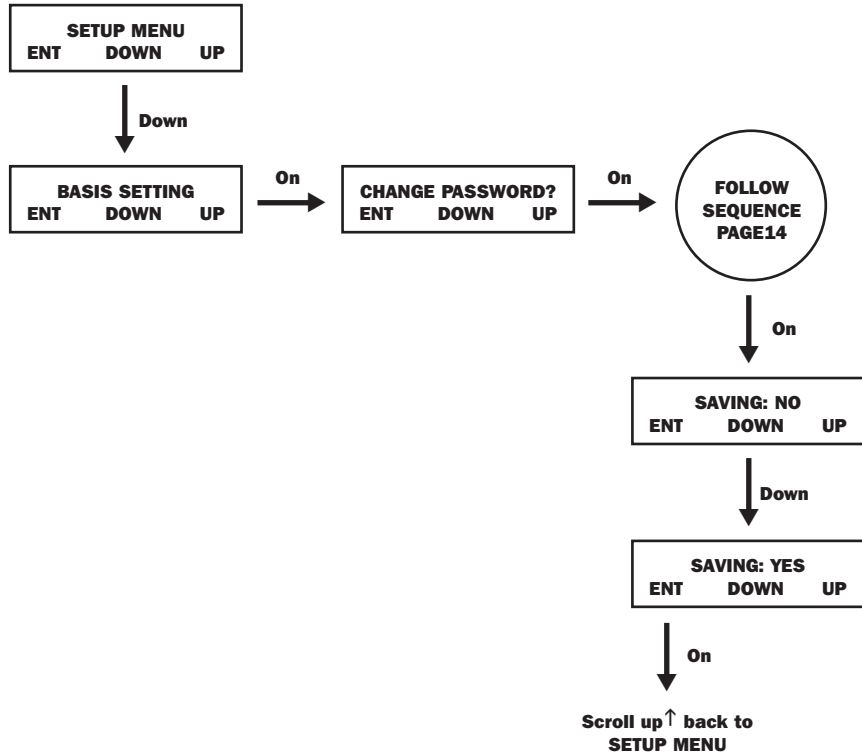 SETUP MENU
ENT DOWN UP
Down
BASIS SETTING
ENT DOWN UP
On
CHANGE PASSWORD?
ENT DOWN UP
On
FOLLOW
SEQUENCE
PAGE14
On
SAVING: NO
ENT DOWN UP
Down
SAVING: YES
ENT DOWN UP
On
Scroll up↑ back to
SETUP MENU